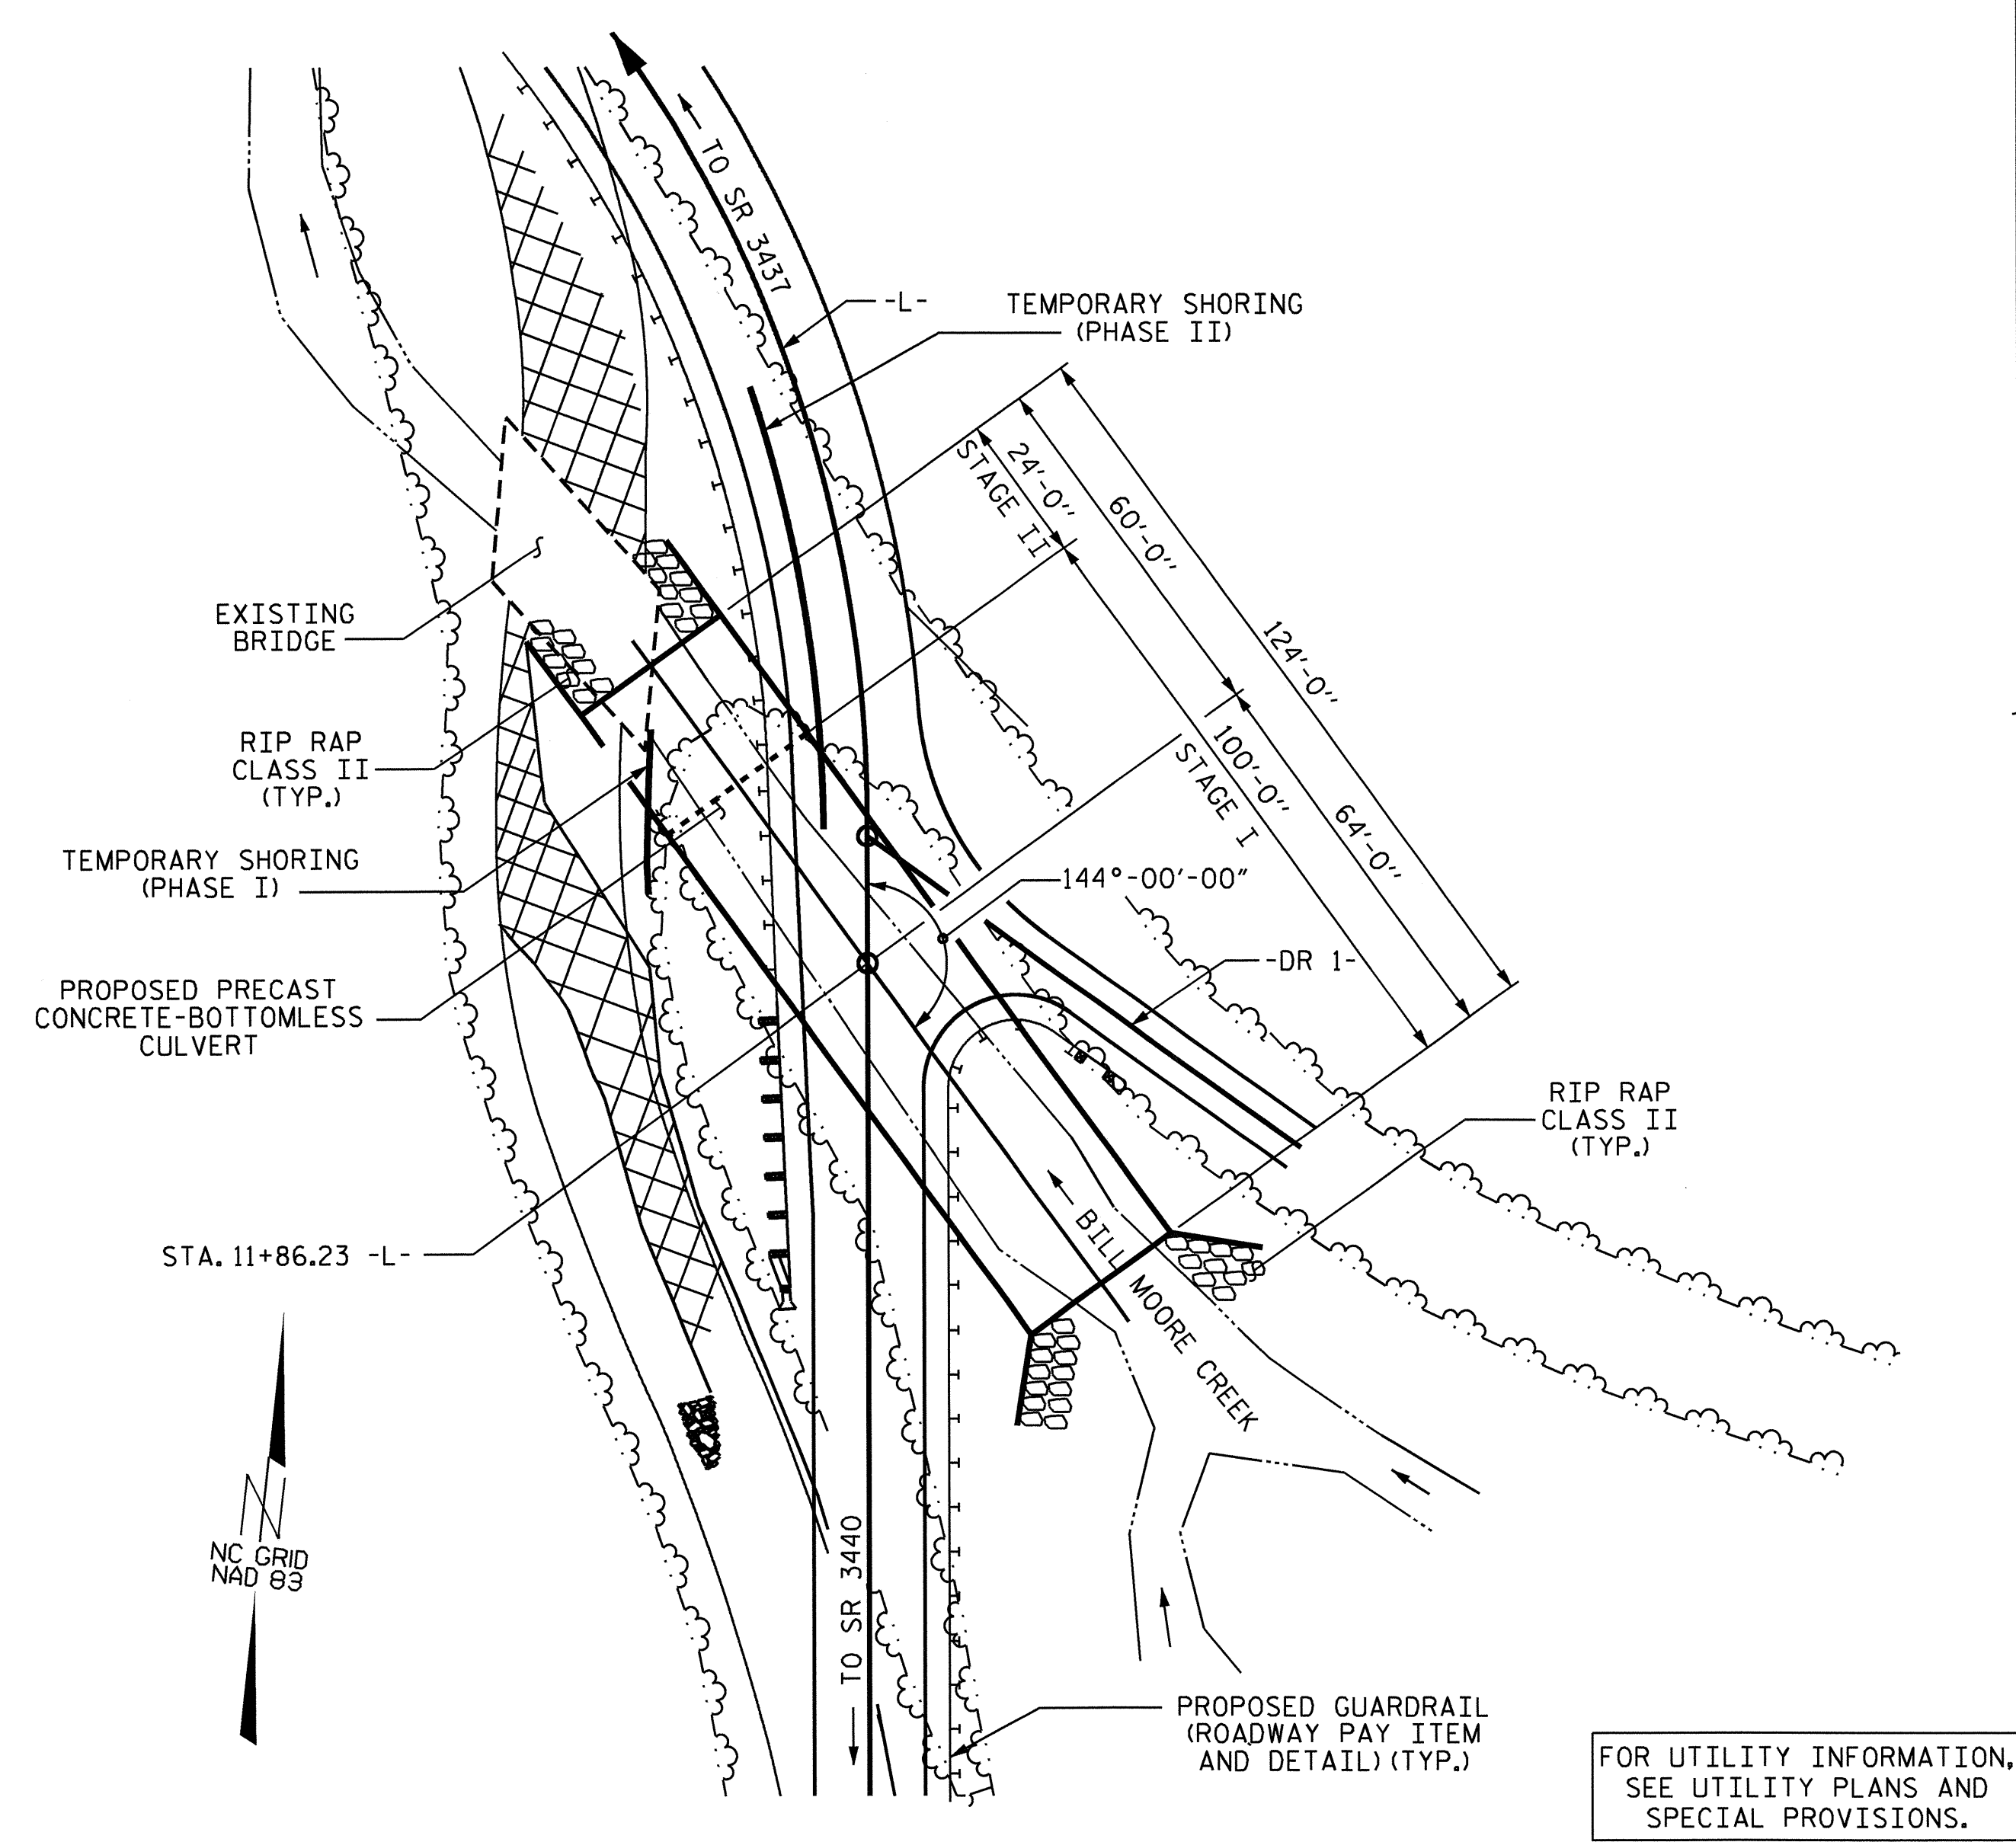 TO SR 3437
-L-
TEMPORARY SHORING
(PHASE II)
24'-0"
STAGE II
60'-0"
124'-0"
EXISTING
BRIDGE
RIP RAP
CLASS II
(TYP.)
100'-0"
STAGE I
64'-0"
TEMPORARY SHORING
(PHASE I)
144°-00'-00"
-DR 1-
PROPOSED PRECAST
CONCRETE-BOTTOMLESS
CULVERT
RIP RAP
CLASS II
(TYP.)
STA. 11+86.23 -L-
BILL MOORE CREEK
N
NC GRID
NAD 83
TO SR 3440
PROPOSED GUARDRAIL
(ROADWAY PAY ITEM
AND DETAIL) (TYP.)
FOR UTILITY INFORMATION,
SEE UTILITY PLANS AND
SPECIAL PROVISIONS.